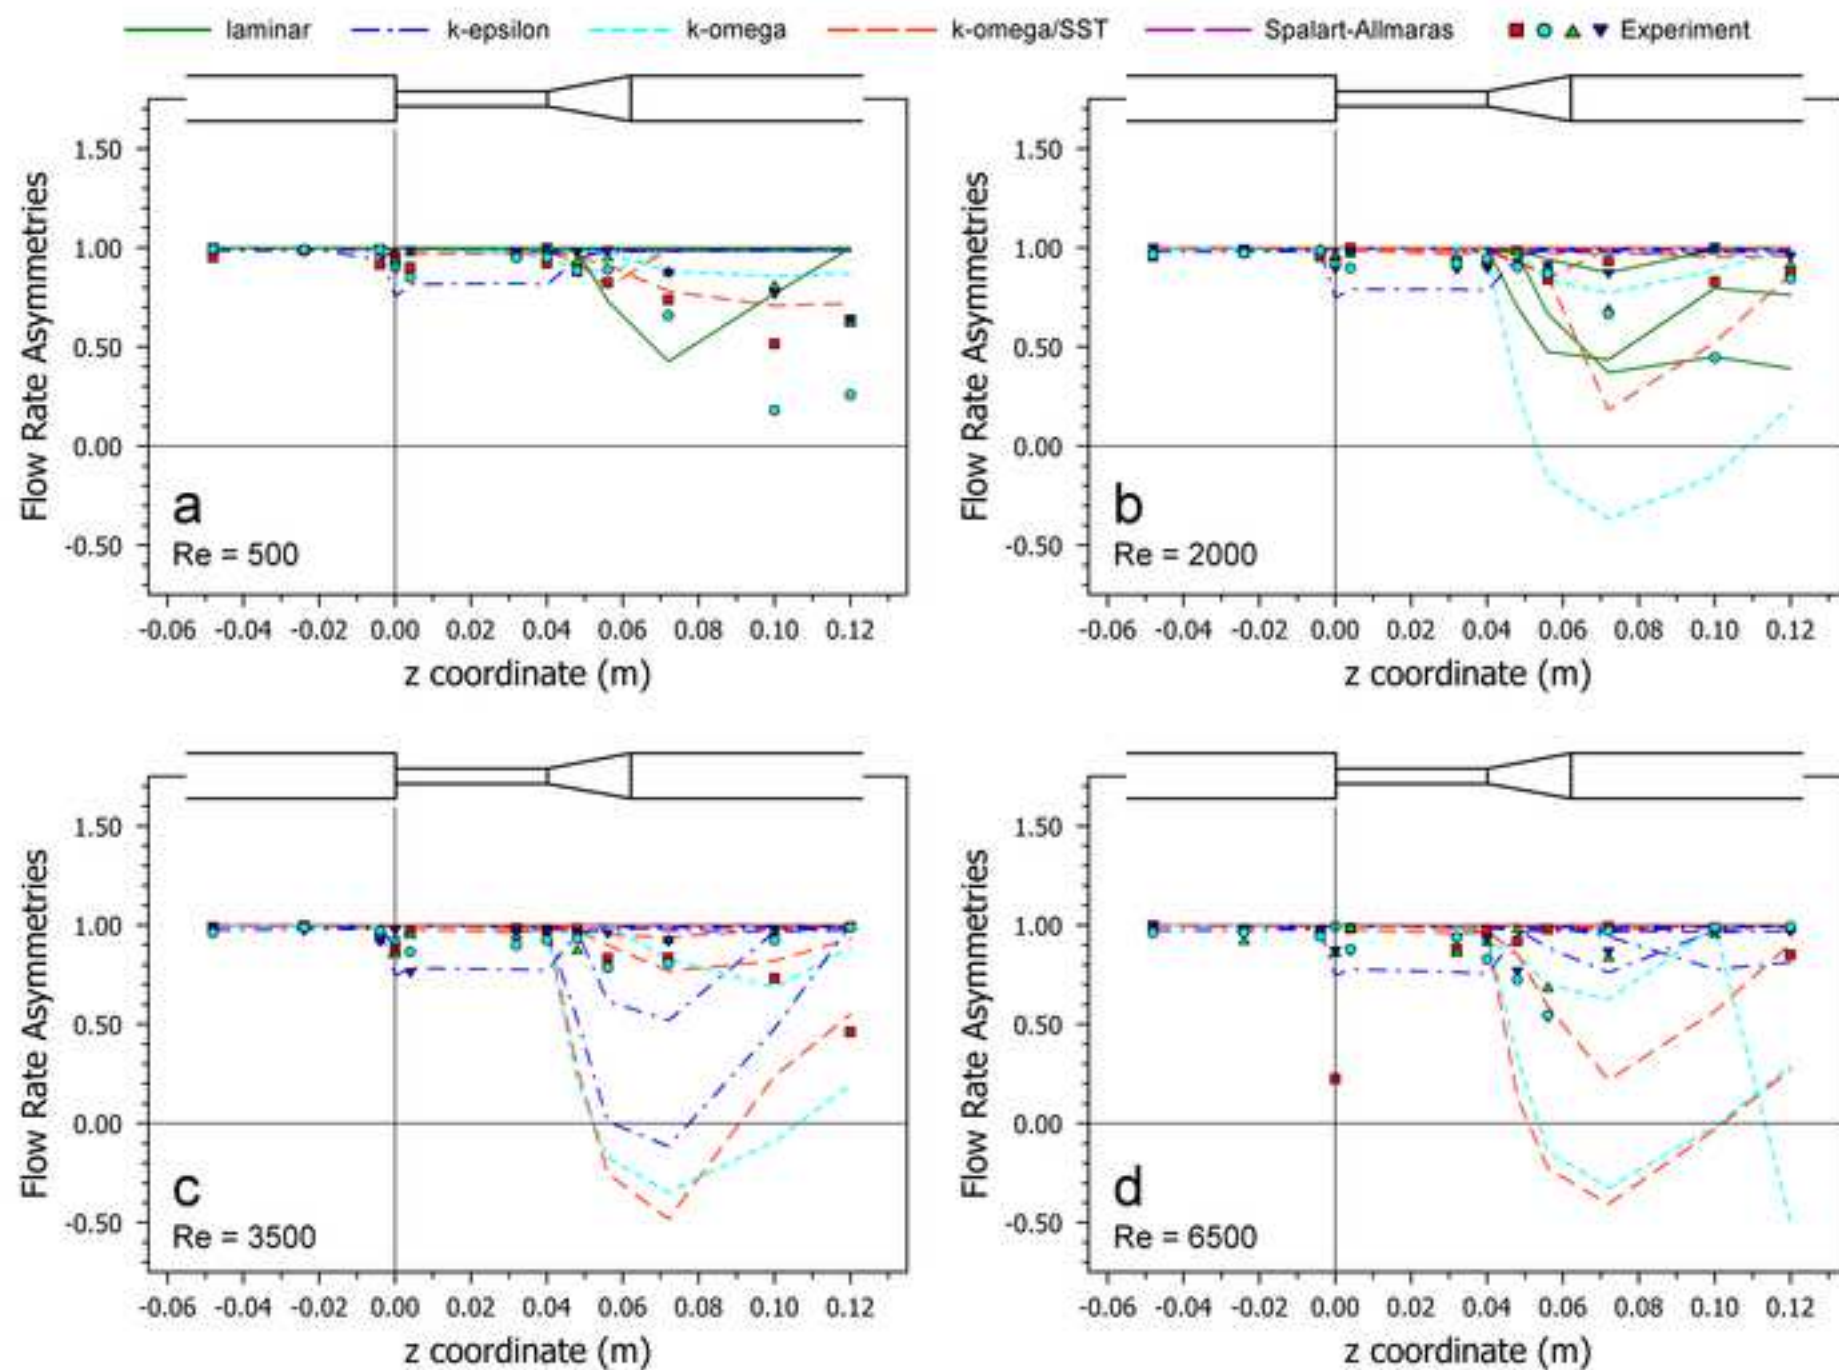 laminar k-epsilon k-omega k-omega/SST Spalart-Allmaras Experiment
Flow Rate Asymmetries
1.50
1.00
0.50
0.00
-0.50
a
Re = 500
-0.06 -0.04 -0.02 0.00 0.02 0.04 0.06 0.08 0.10 0.12
z coordinate (m)
Flow Rate Asymmetries
1.50
1.00
0.50
0.00
-0.50
b
Re = 2000
-0.06 -0.04 -0.02 0.00 0.02 0.04 0.06 0.08 0.10 0.12
z coordinate (m)
Flow Rate Asymmetries
1.50
1.00
0.50
0.00
-0.50
c
Re = 3500
-0.06 -0.04 -0.02 0.00 0.02 0.04 0.06 0.08 0.10 0.12
z coordinate (m)
Flow Rate Asymmetries
1.50
1.00
0.50
0.00
-0.50
d
Re = 6500
-0.06 -0.04 -0.02 0.00 0.02 0.04 0.06 0.08 0.10 0.12
z coordinate (m)